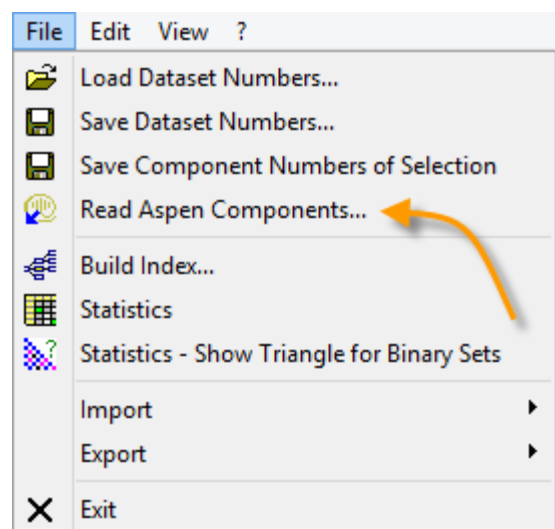 File Edit View ?
Load Dataset Numbers...
Save Dataset Numbers...
Save Component Numbers of Selection
Read Aspen Components...
Build Index...
Statistics
Statistics - Show Triangle for Binary Sets
Import
Export
Exit